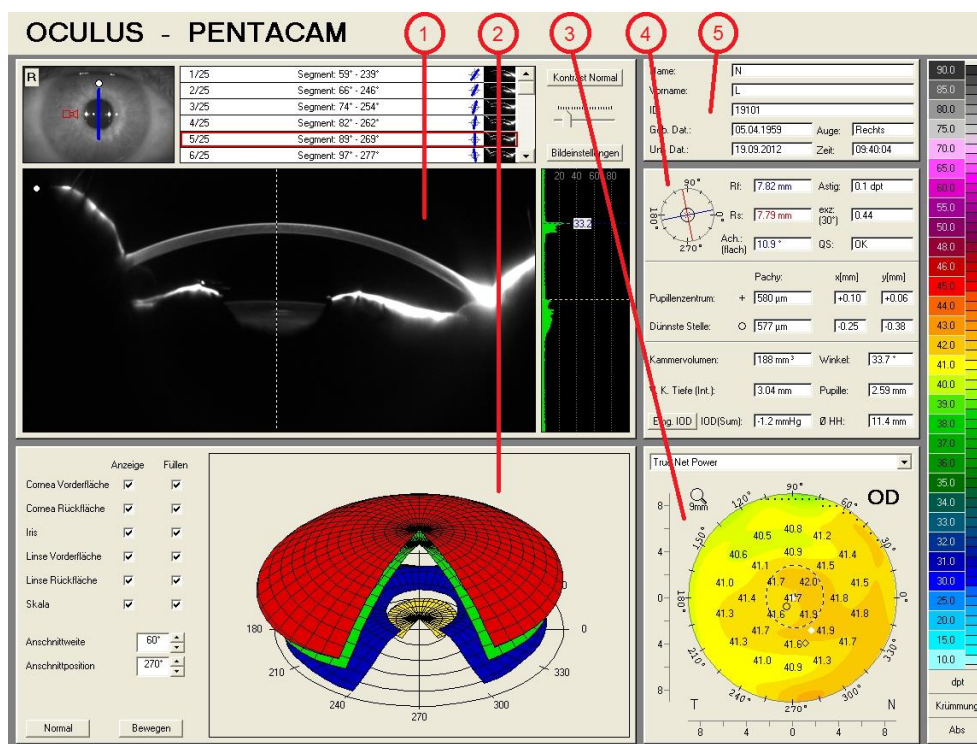 OCULUS - PENTACAM
1 2 3 4 5
R
1/25 Segment: 59° - 239°
2/25 Segment: 66° - 246°
3/25 Segment: 74° - 254°
4/25 Segment: 82° - 262°
5/25 Segment: 89° - 269°
6/25 Segment: 97° - 277°
Kontrast Normal
Bildeinstellungen
20 40 60 80
33.2
Name: N
Vorname: L
ID: 19101
Geb. Dat.: 05.04.1959 Auge: Rechts
Unt. Dat.: 19.09.2012 Zeit: 09:40:04
90°
180° 0°
270°
Rf: 7.82 mm Astig: 0.1 dpt
Rs: 7.79 mm exz: (30°) 0.44
Ach.: (flach) 10.9 ° QS: OK
Pachy: x[mm] y[mm]
Pupillenzentrum: + 580 µm +0.10 +0.06
Dünnste Stelle: O 577 µm -0.25 -0.38
Kammervolumen: 188 mm³ Winkel: 33.7 °
K. Tiefe (Int.): 3.04 mm Pupille: 2.59 mm
IOD IOD(Sum): -1.2 mmHg Ø HH: 11.4 mm
Anzeige Füllen
Cornea Vorderfläche
Cornea Rückfläche
Iris
Linse Vorderfläche
Linse Rückfläche
Skala
Anschnittweite 60°
Anschnittposition 270°
Normal Bewegen
180 0
210 330
240 300
270
True Net Power
9mm
OD
90°
120° 60°
150° 30°
180° 0°
210°
240° 300°
270°
8 4 0 4 8
40.8
40.5 41.2
40.6 40.9 41.4
41.1 41.5
41.0 41.7 42.0 41.5
41.4 41.7 41.8
41.3 41.6 41.9 41.8
41.7 41.9
41.3 41.6 41.7
41.0 40.9 41.3
T N
8 4 0 4 8
90.0
85.0
80.0
75.0
70.0
65.0
60.0
55.0
50.0
48.0
46.0
45.0
44.0
43.0
42.0
41.0
40.0
39.0
38.0
37.0
36.0
35.0
34.0
33.0
32.0
31.0
30.0
25.0
20.0
15.0
10.0
dpt
Krümmung
Abs